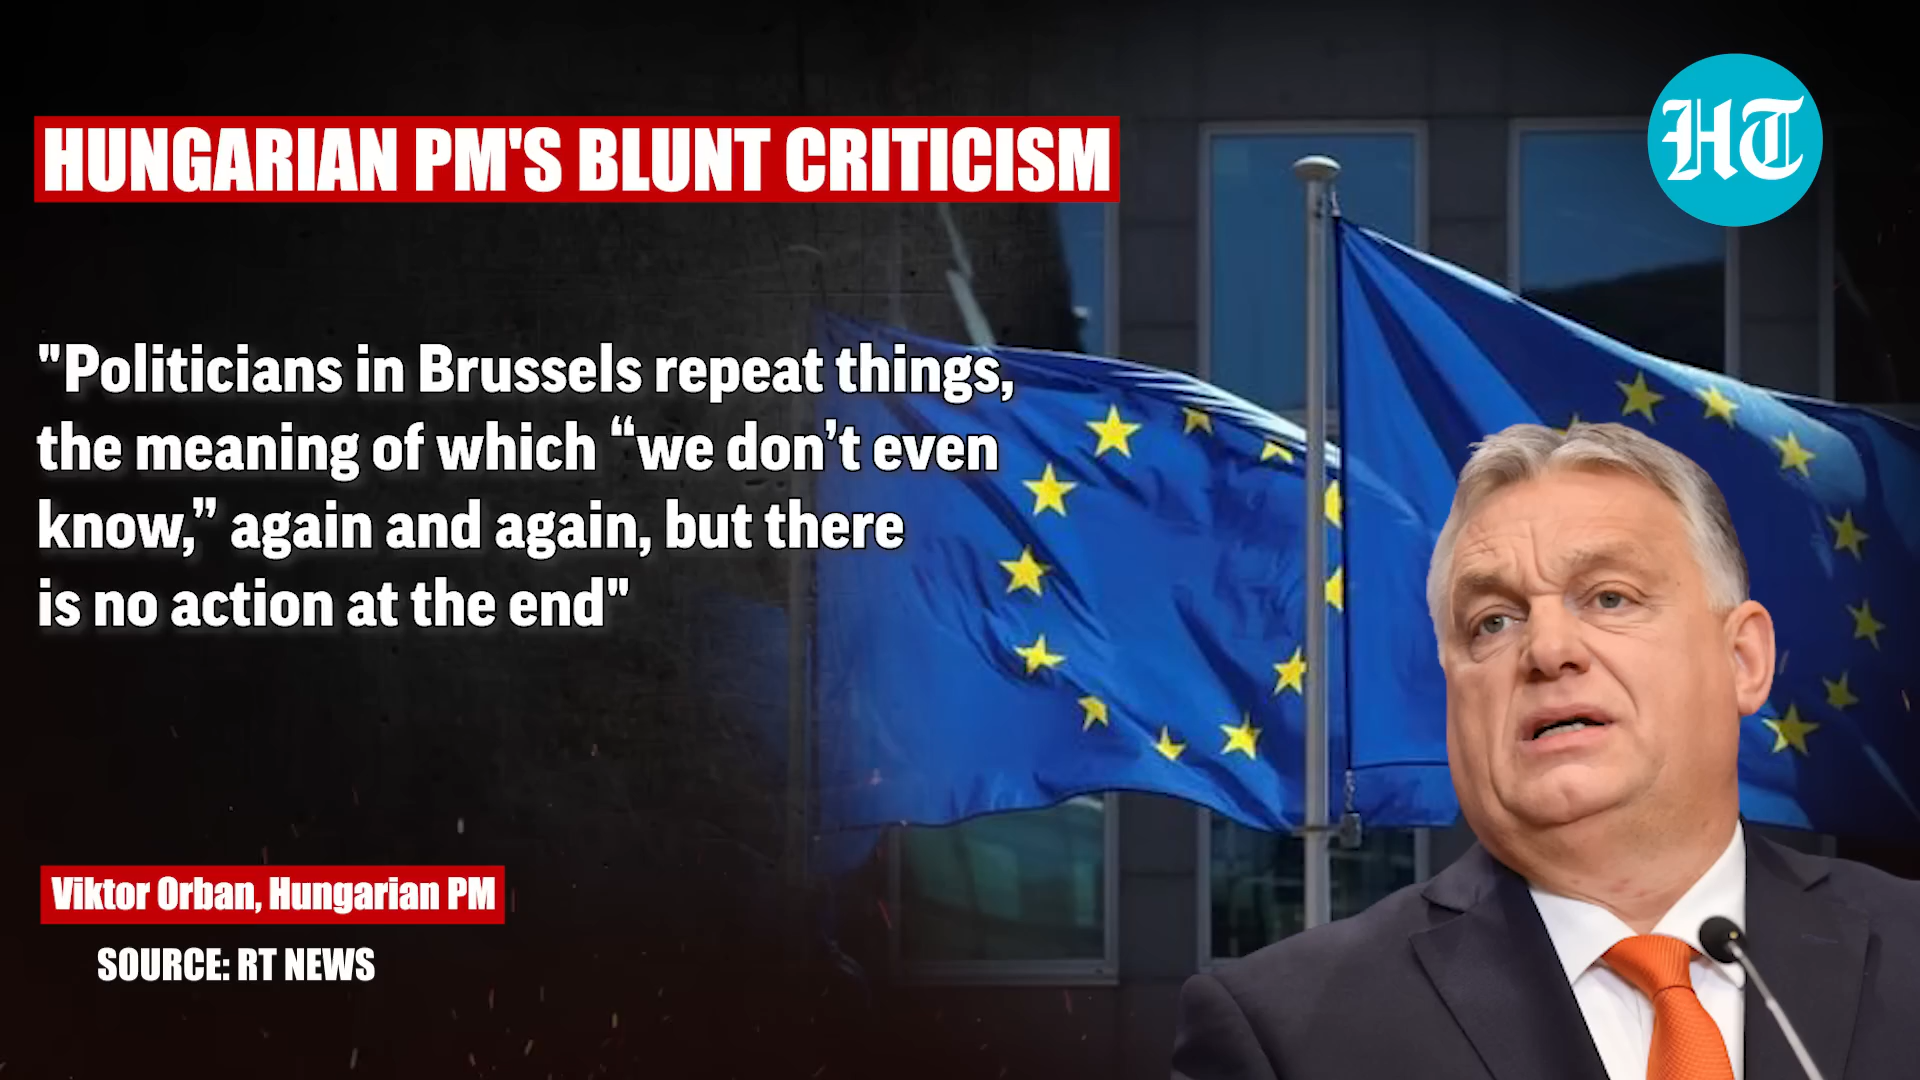 HUNGARIAN PM'S BLUNT CRITICISM
HT
"Politicians in Brussels repeat things,
the meaning of which “we don’t even
know,” again and again, but there
is no action at the end"
Viktor Orban, Hungarian PM
SOURCE: RT NEWS